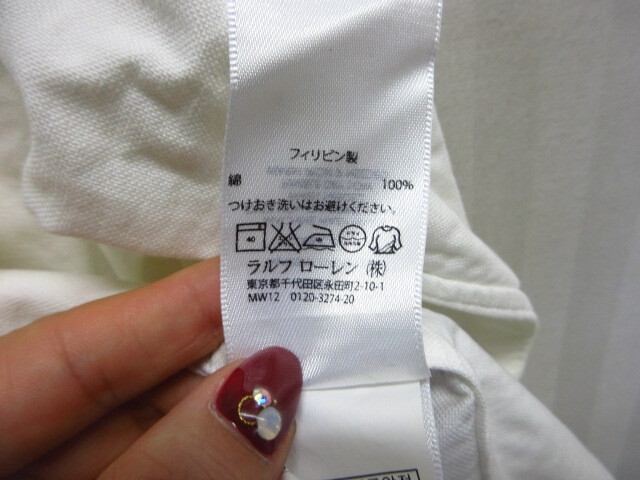 フィリピン製
綿 100%
つけおき洗いはお避けください。
40
ラルフ ローレン (株)
東京都千代田区永田町2-10-1
MW12 0120-3274-20